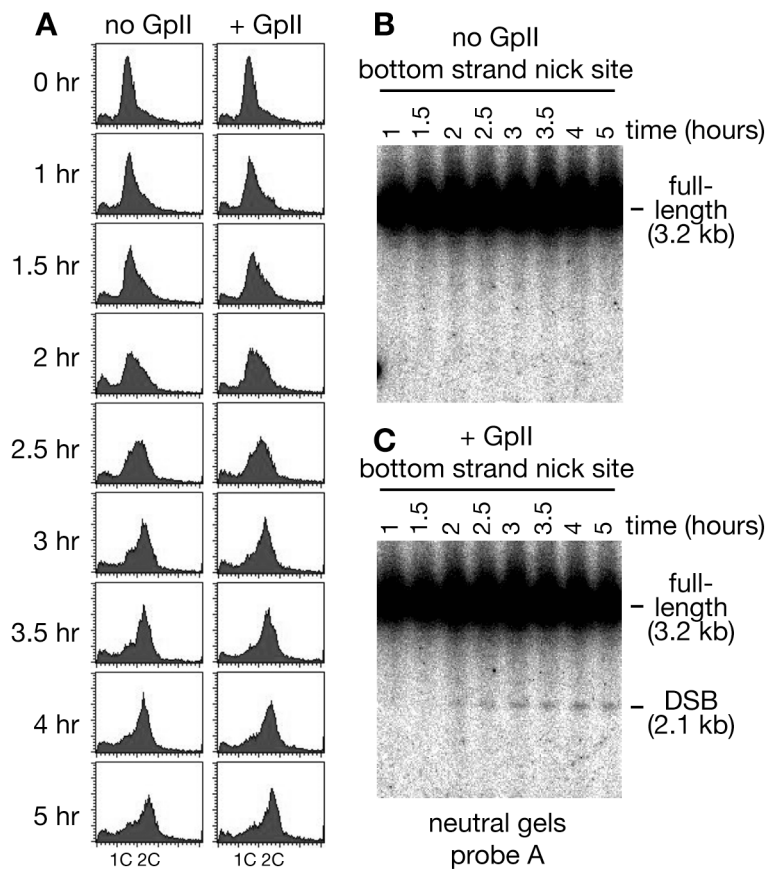 A
no GpII + GpII
0 hr
1 hr
1.5 hr
2 hr
2.5 hr
3 hr
3.5 hr
4 hr
5 hr
1C 2C 1C 2C
B
no GpII
bottom strand nick site
1 1.5 2 2.5 3 3.5 4 5 time (hours)
full-
length
(3.2 kb)
C
+ GpII
bottom strand nick site
1 1.5 2 2.5 3 3.5 4 5 time (hours)
full-
length
(3.2 kb)
DSB
(2.1 kb)
neutral gels
probe A